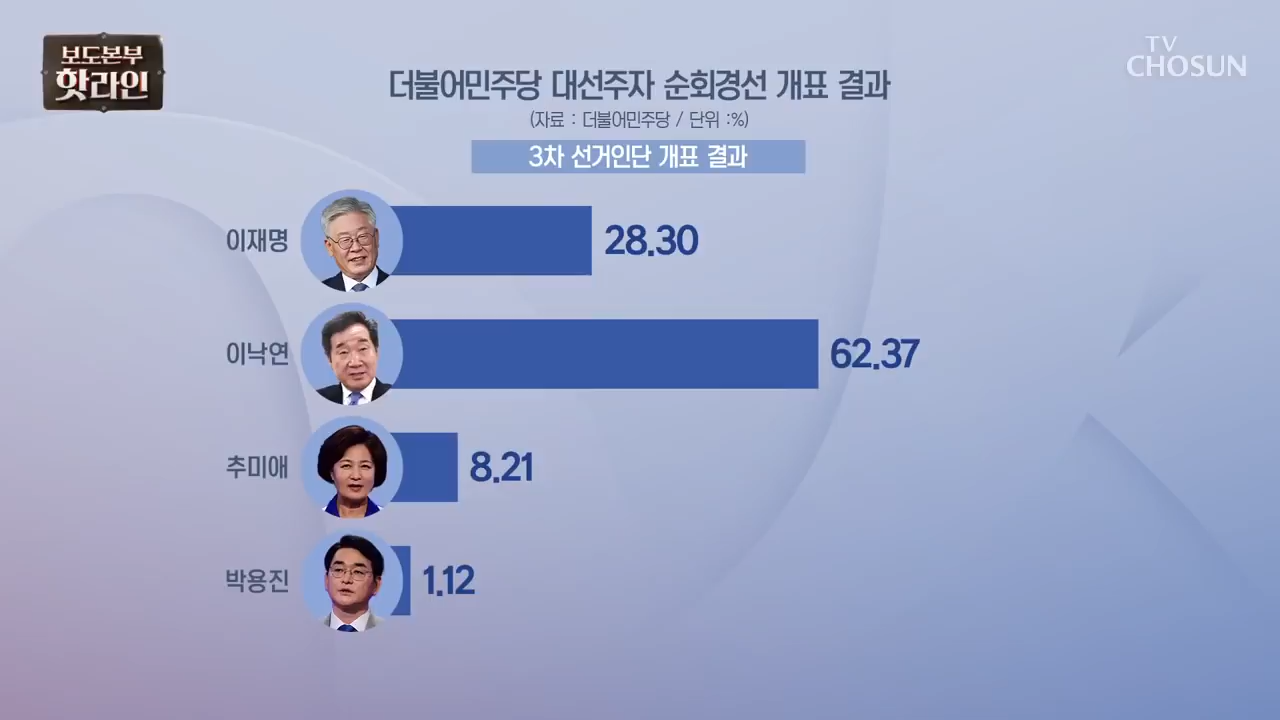 보도본부
핫라인
TV
CHOSUN
더불어민주당 대선주자 순회경선 개표 결과
(자료 : 더불어민주당 / 단위 :%)
3차 선거인단 개표 결과
이재명 28.30
이낙연 62.37
추미애 8.21
박용진 1.12